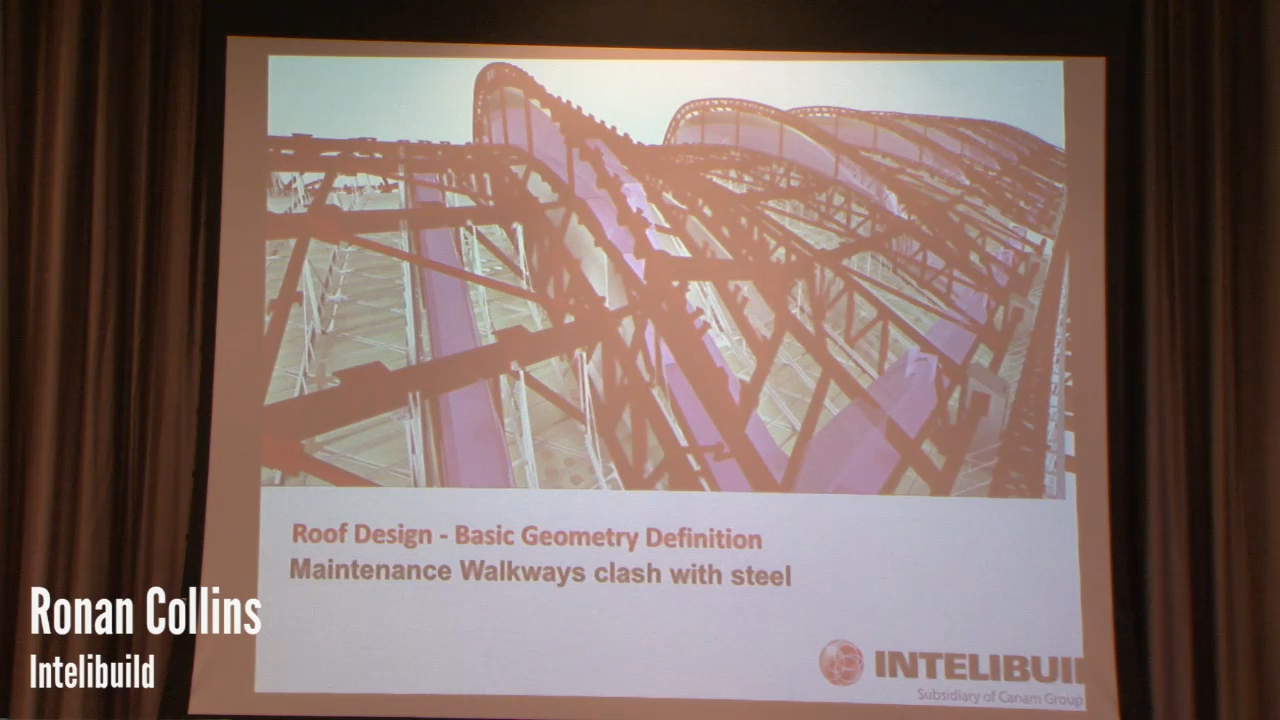 Roof Design - Basic Geometry Definition
Maintenance Walkways clash with steel
Ronan Collins
Intelibuild
INTELIBUI
Subsidiary of Canam Group